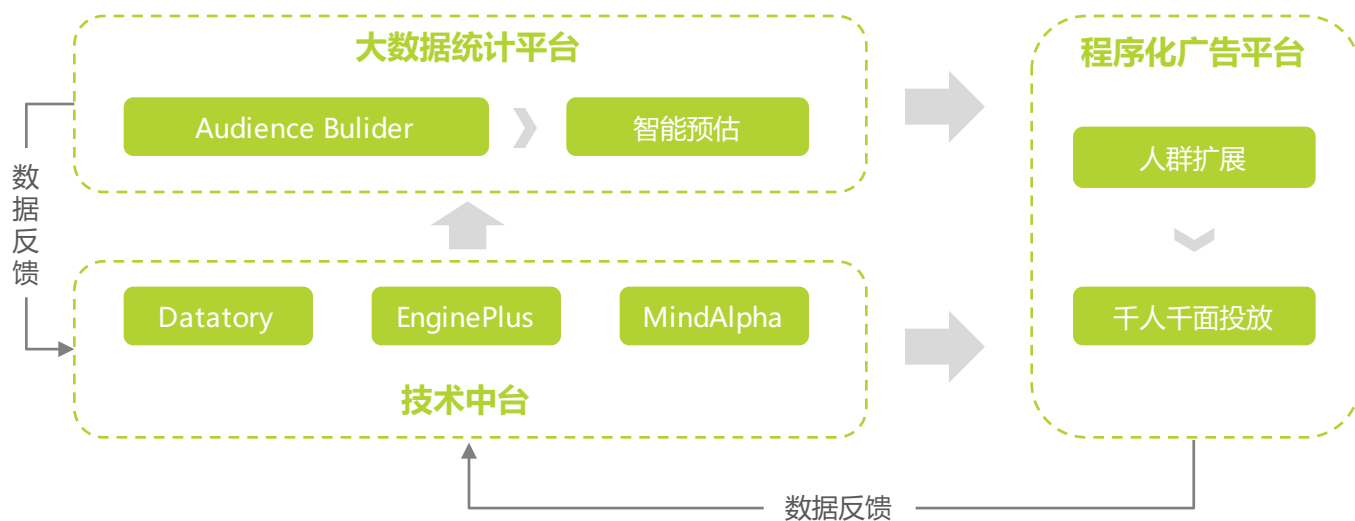 大数据统计平台
Audience Bulider
智能预估
程序化广告平台
人群扩展
千人千面投放
数据反馈
Datatory
EnginePlus
MindAlpha
技术中台
数据反馈